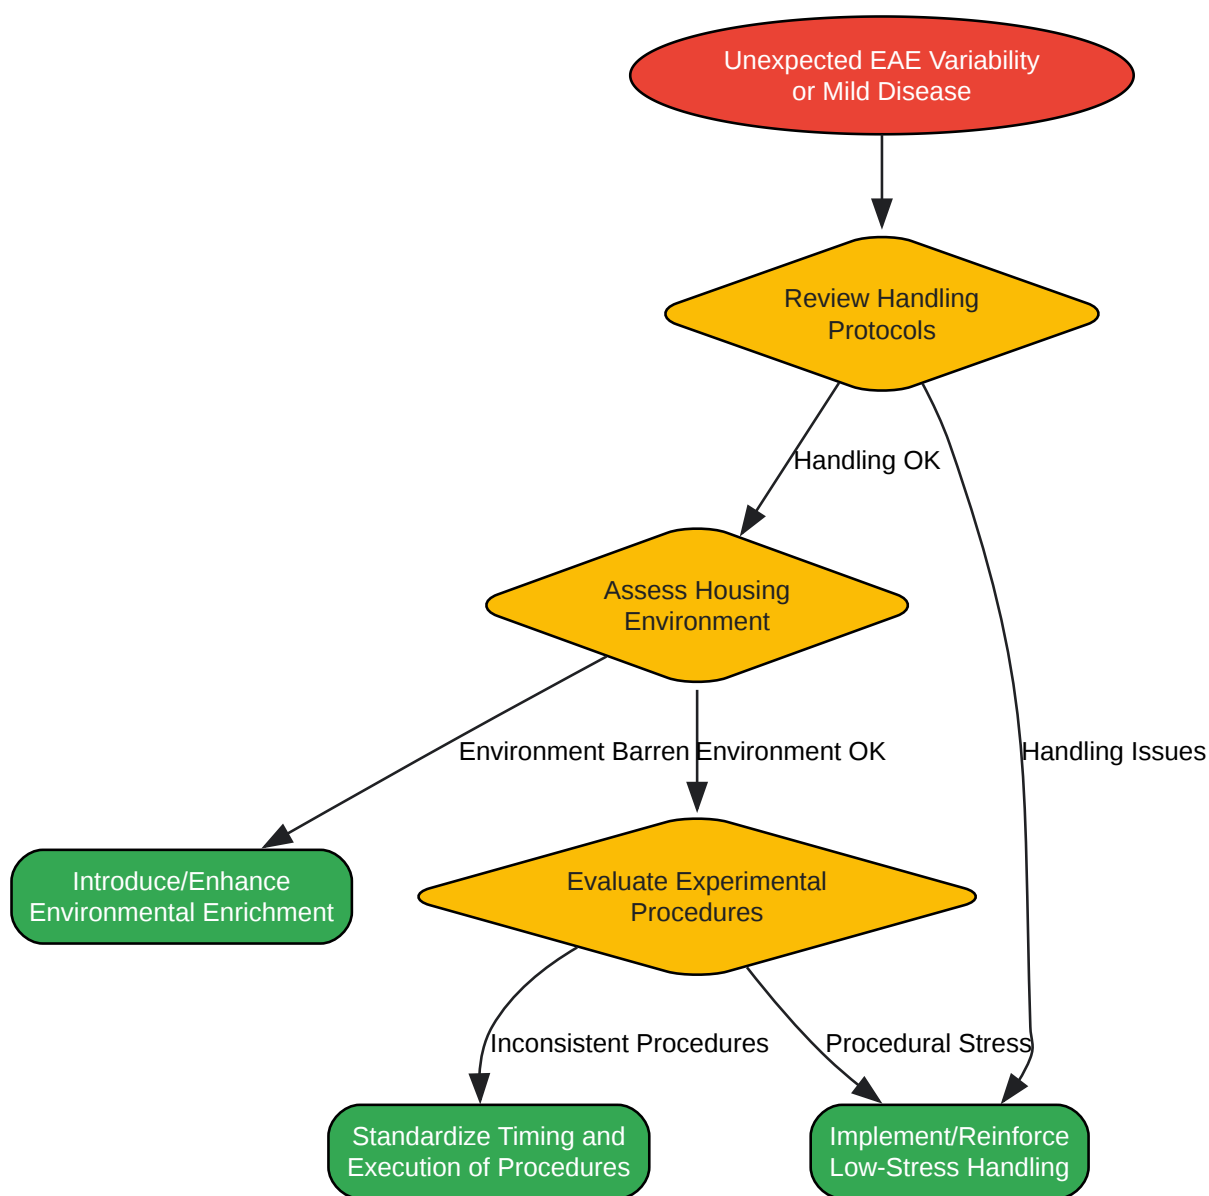 Unexpected EAE Variability
or Mild Disease
Review Handling
Protocols
Handling OK
Assess Housing
Environment
Environment Barren
Environment OK
Handling Issues
Introduce/Enhance
Environmental Enrichment
Evaluate Experimental
Procedures
Inconsistent Procedures
Procedural Stress
Standardize Timing and
Execution of Procedures
Implement/Reinforce
Low-Stress Handling